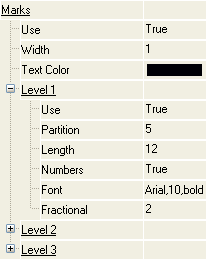 Marks
Use True
Width 1
Text Color
Level 1
Use True
Partition 5
Length 12
Numbers True
Font Arial,10,bold
Fractional 2
Level 2
Level 3